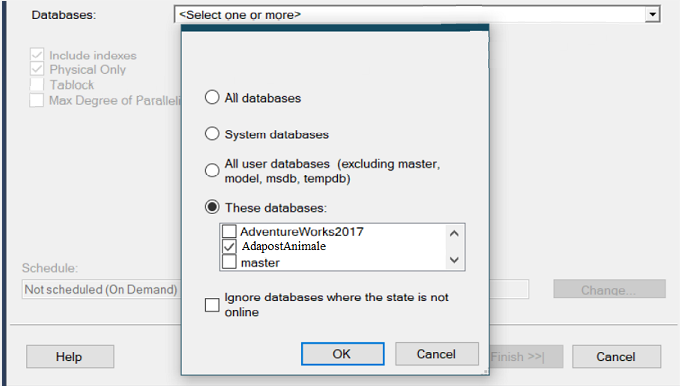 Databases:
<Select one or more>
Include indexes
Physical Only
Tablock
Max Degree of Paralleli
All databases
System databases
All user databases (excluding master,
model, msdb, tempdb)
These databases:
AdventureWorks2017
AdapostAnimale
master
Ignore databases where the state is not
online
OK
Cancel
Schedule:
Not scheduled (On Demand)
Change...
Help
Finish >>|
Cancel